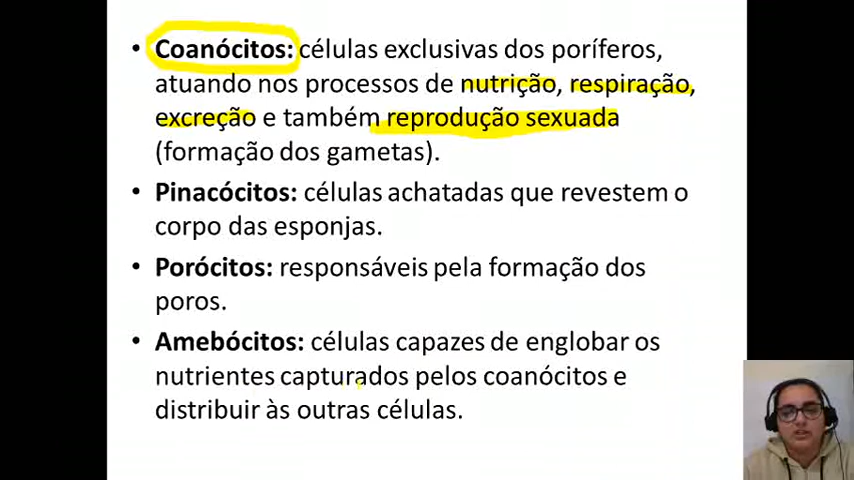 • Coanócitos: células exclusivas dos poríferos,
atuando nos processos de nutrição, respiração,
excreção e também reprodução sexuada
(formação dos gametas).
• Pinacócitos: células achatadas que revestem o
corpo das esponjas.
• Porócitos: responsáveis pela formação dos
poros.
• Amebócitos: células capazes de englobar os
nutrientes capturados pelos coanócitos e
distribuir às outras células.